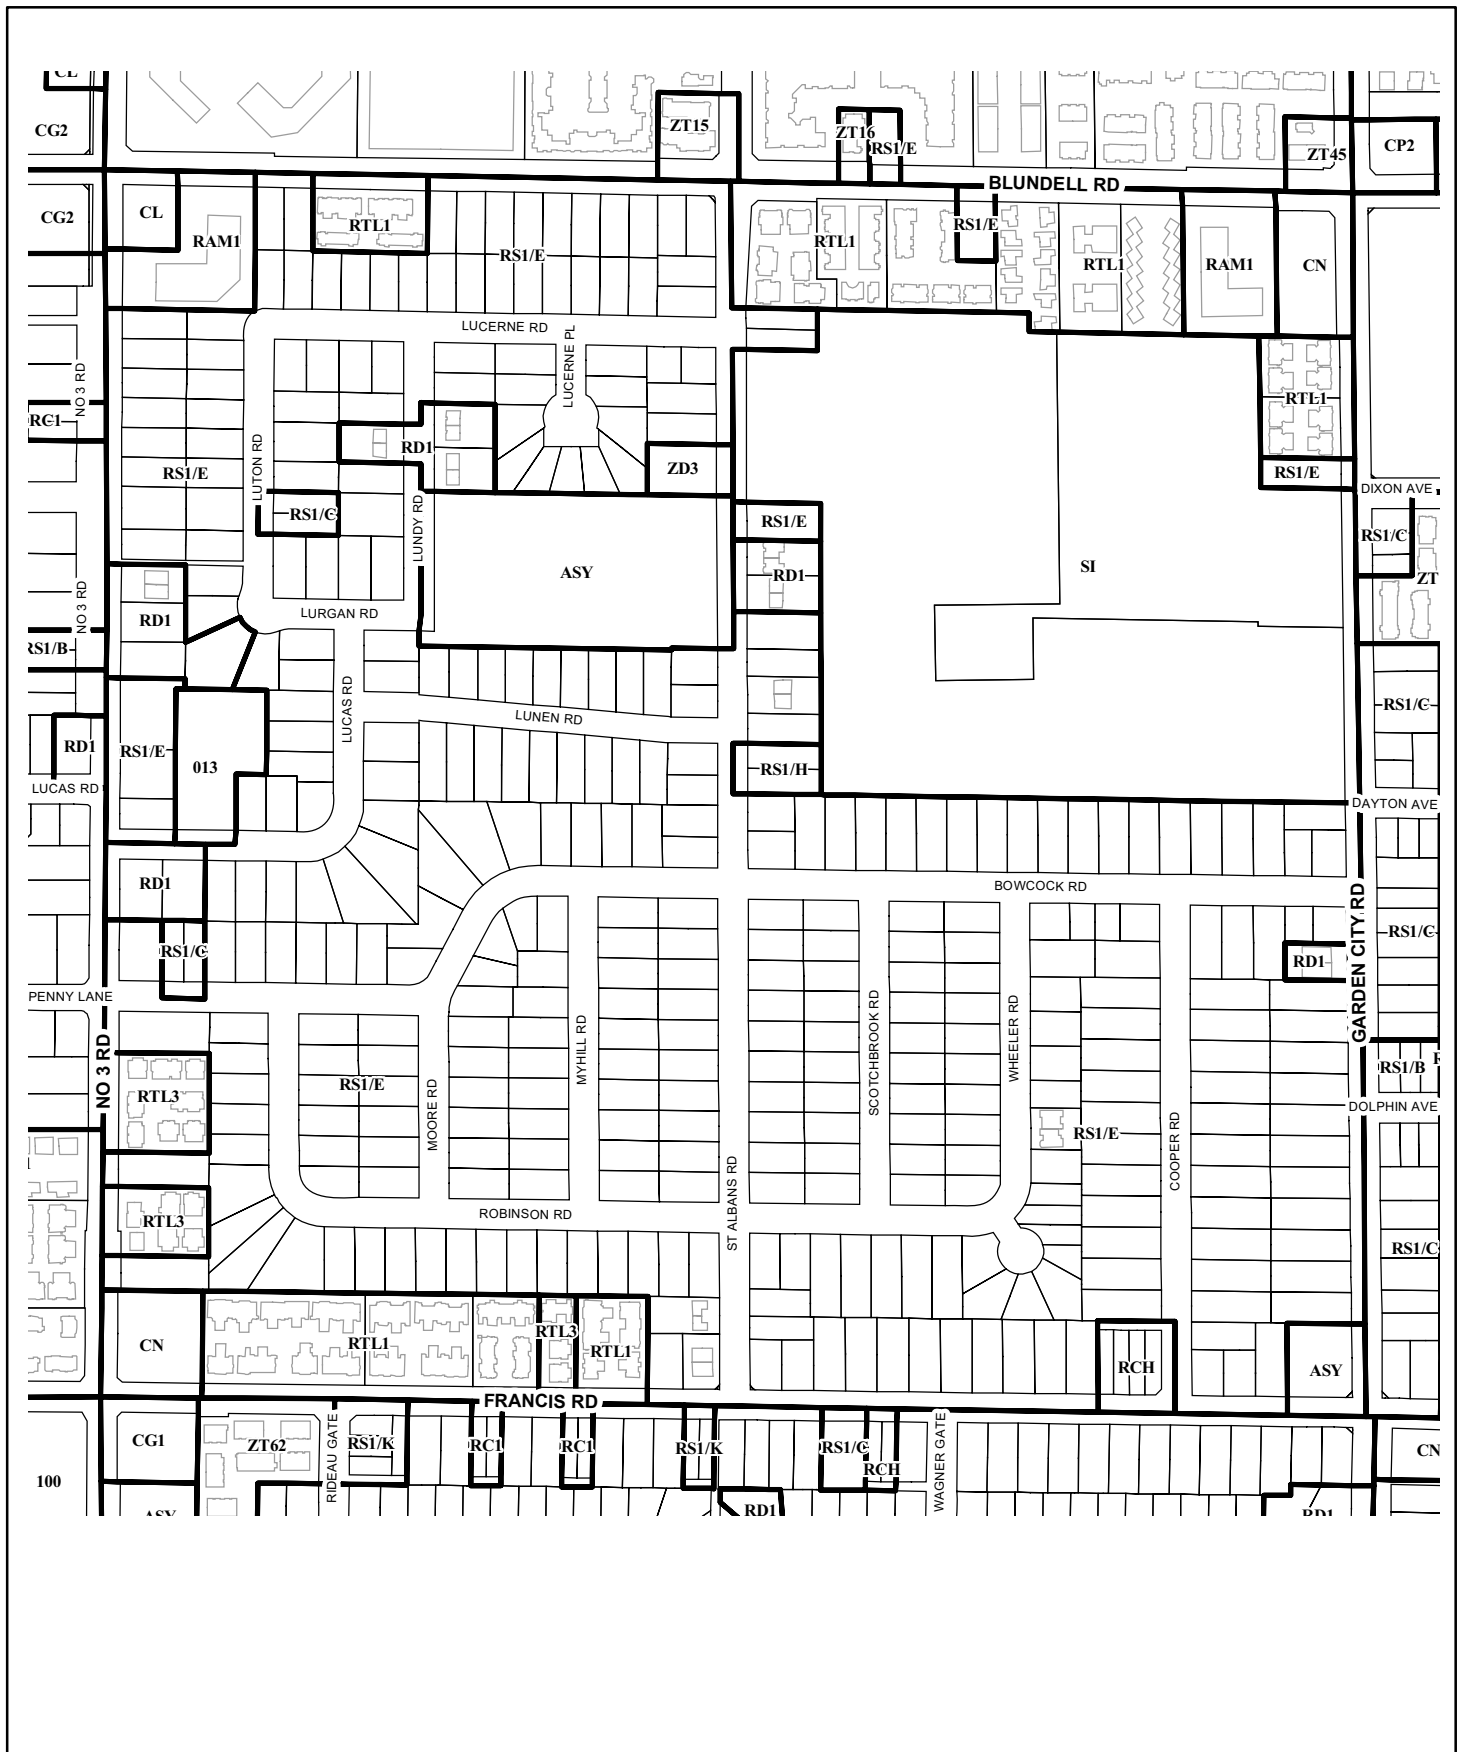 CL
CG2
ZT15
ZT16
RS1/E
ZT45
CP2
BLUNDELL RD
CG2
CL
RAM1
RTL1
RS1/E
RTL1
RS1/E
RTL1
RAM1
CN
LUCERNE RD
LUCERNE PL
NO 3 RD
RC1
RTL1
RD1
ZD3
RS1/E
LUTON RD
RS1/E
DIXON AVE
RS1/C
LUNDY RD
RS1/E
RS1/C
ASY
SI
RD1
ZT
NO 3 RD
LURGAN RD
RD1
RS1/B
LUCAS RD
LUNEN RD
RS1/C
RD1
RS1/E
013
RS1/H
LUCAS RD
DAYTON AVE
RD1
BOWCOCK RD
GARDEN CITY RD
RS1/C
RS1/C
RD1
PENNY LANE
NO 3 RD
MYHILL RD
SCOTCHBROOK RD
WHEELER RD
RS1/B
RTL3
RS1/E
MOORE RD
DOLPHIN AVE
RS1/E
COOPER RD
ST ALBANS RD
RTL3
ROBINSON RD
RS1/C
CN
RTL1
RTL3
RTL1
RCH
ASY
FRANCIS RD
CG1
ZT62
RIDEAU GATE
RS1/K
RC1
RC1
RS1/K
RS1/C
RCH
WAGNER GATE
CN
100
ASY
RD1
RD1